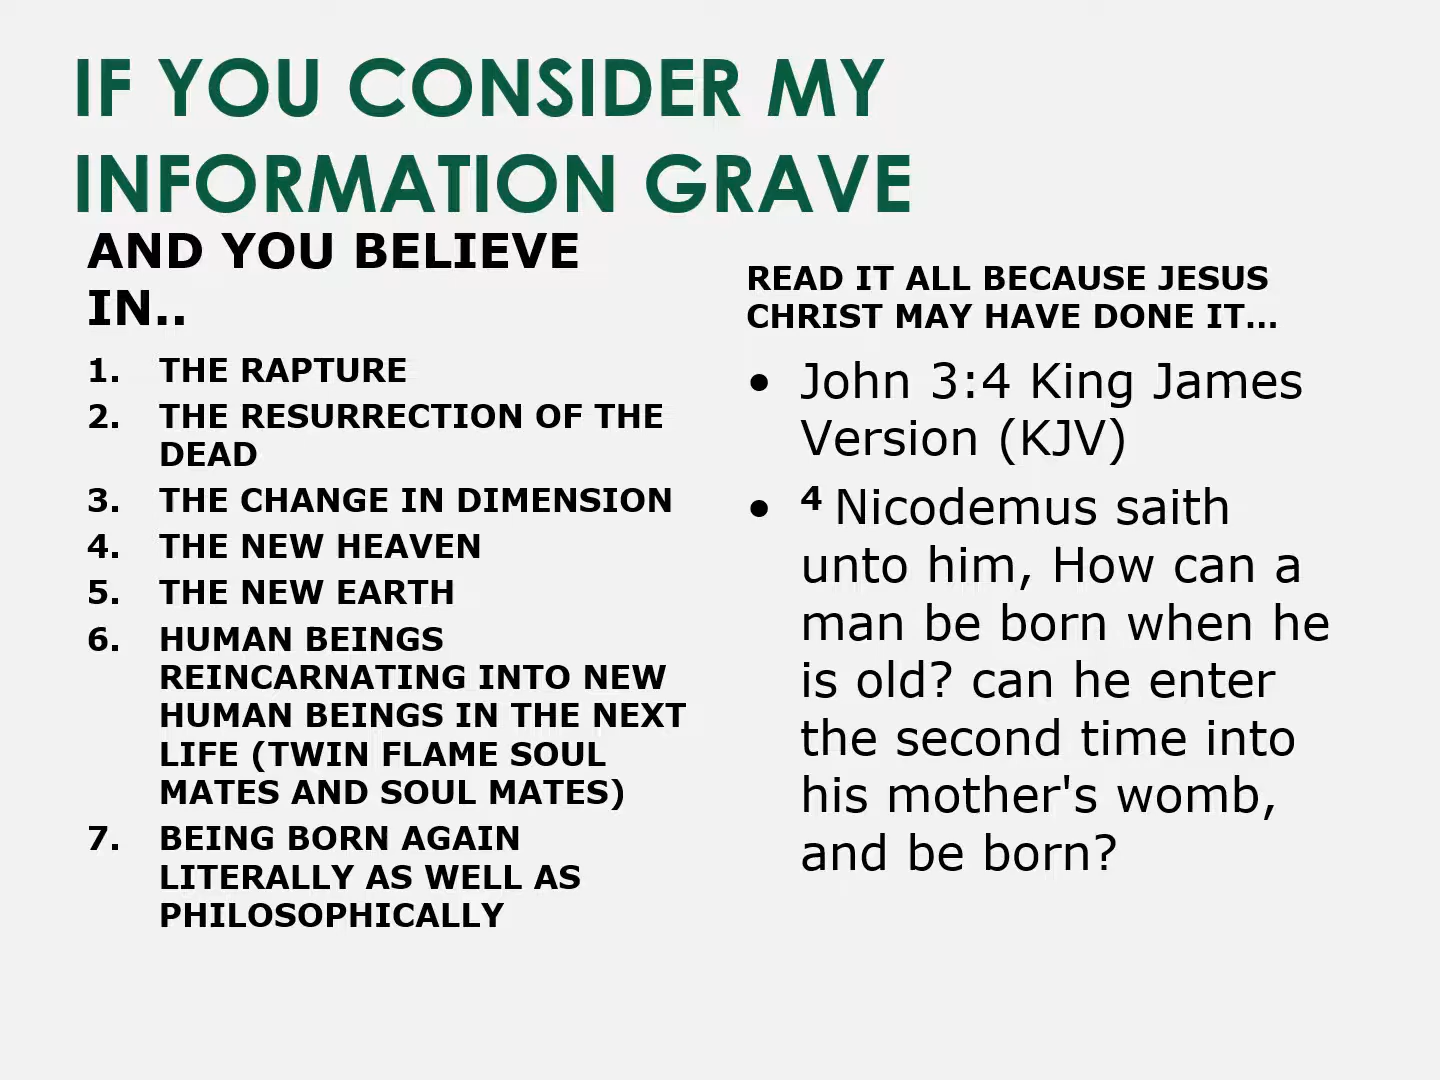 IF YOU CONSIDER MY
INFORMATION GRAVE
AND YOU BELIEVE
IN..
1. THE RAPTURE
2. THE RESURRECTION OF THE
DEAD
3. THE CHANGE IN DIMENSION
4. THE NEW HEAVEN
5. THE NEW EARTH
6. HUMAN BEINGS
REINCARNATING INTO NEW
HUMAN BEINGS IN THE NEXT
LIFE (TWIN FLAME SOUL
MATES AND SOUL MATES)
7. BEING BORN AGAIN
LITERALLY AS WELL AS
PHILOSOPHICALLY
READ IT ALL BECAUSE JESUS
CHRIST MAY HAVE DONE IT...
• John 3:4 King James
Version (KJV)
• 4 Nicodemus saith
unto him, How can a
man be born when he
is old? can he enter
the second time into
his mother's womb,
and be born?